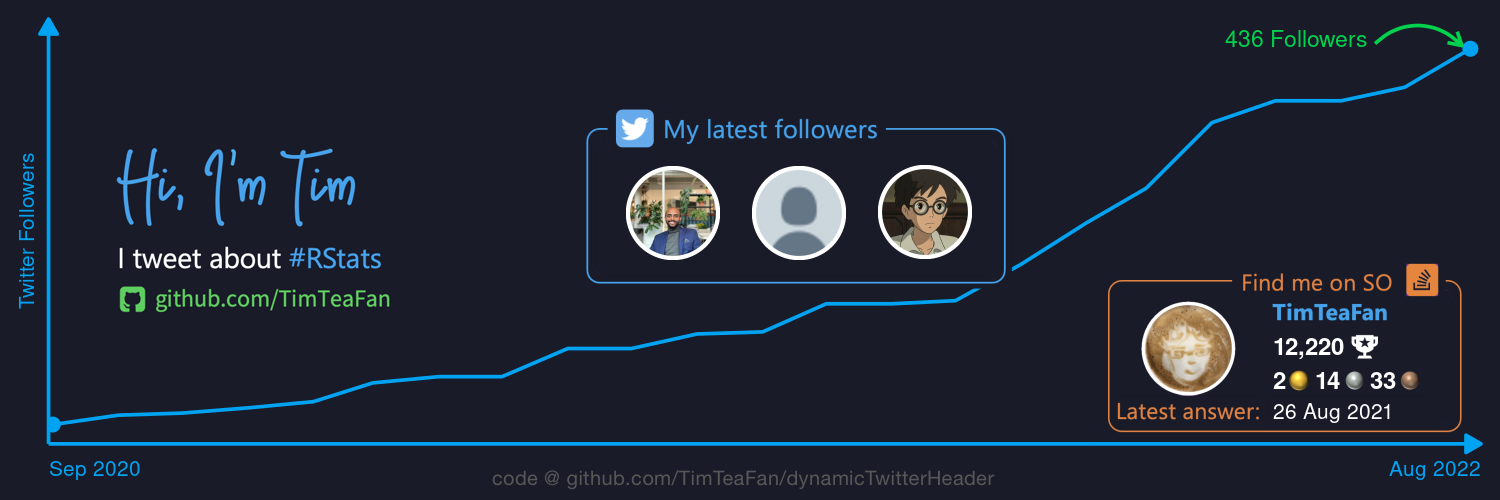 436 Followers
My latest followers
Twitter Followers
Hi, I'm Tim
I tweet about #RStats
github.com/TimTeaFan
Find me on SO
TimTeaFan
12,220
2 14 33
Latest answer: 26 Aug 2021
Sep 2020
Aug 2022
code @ github.com/TimTeaFan/dynamicTwitterHeader